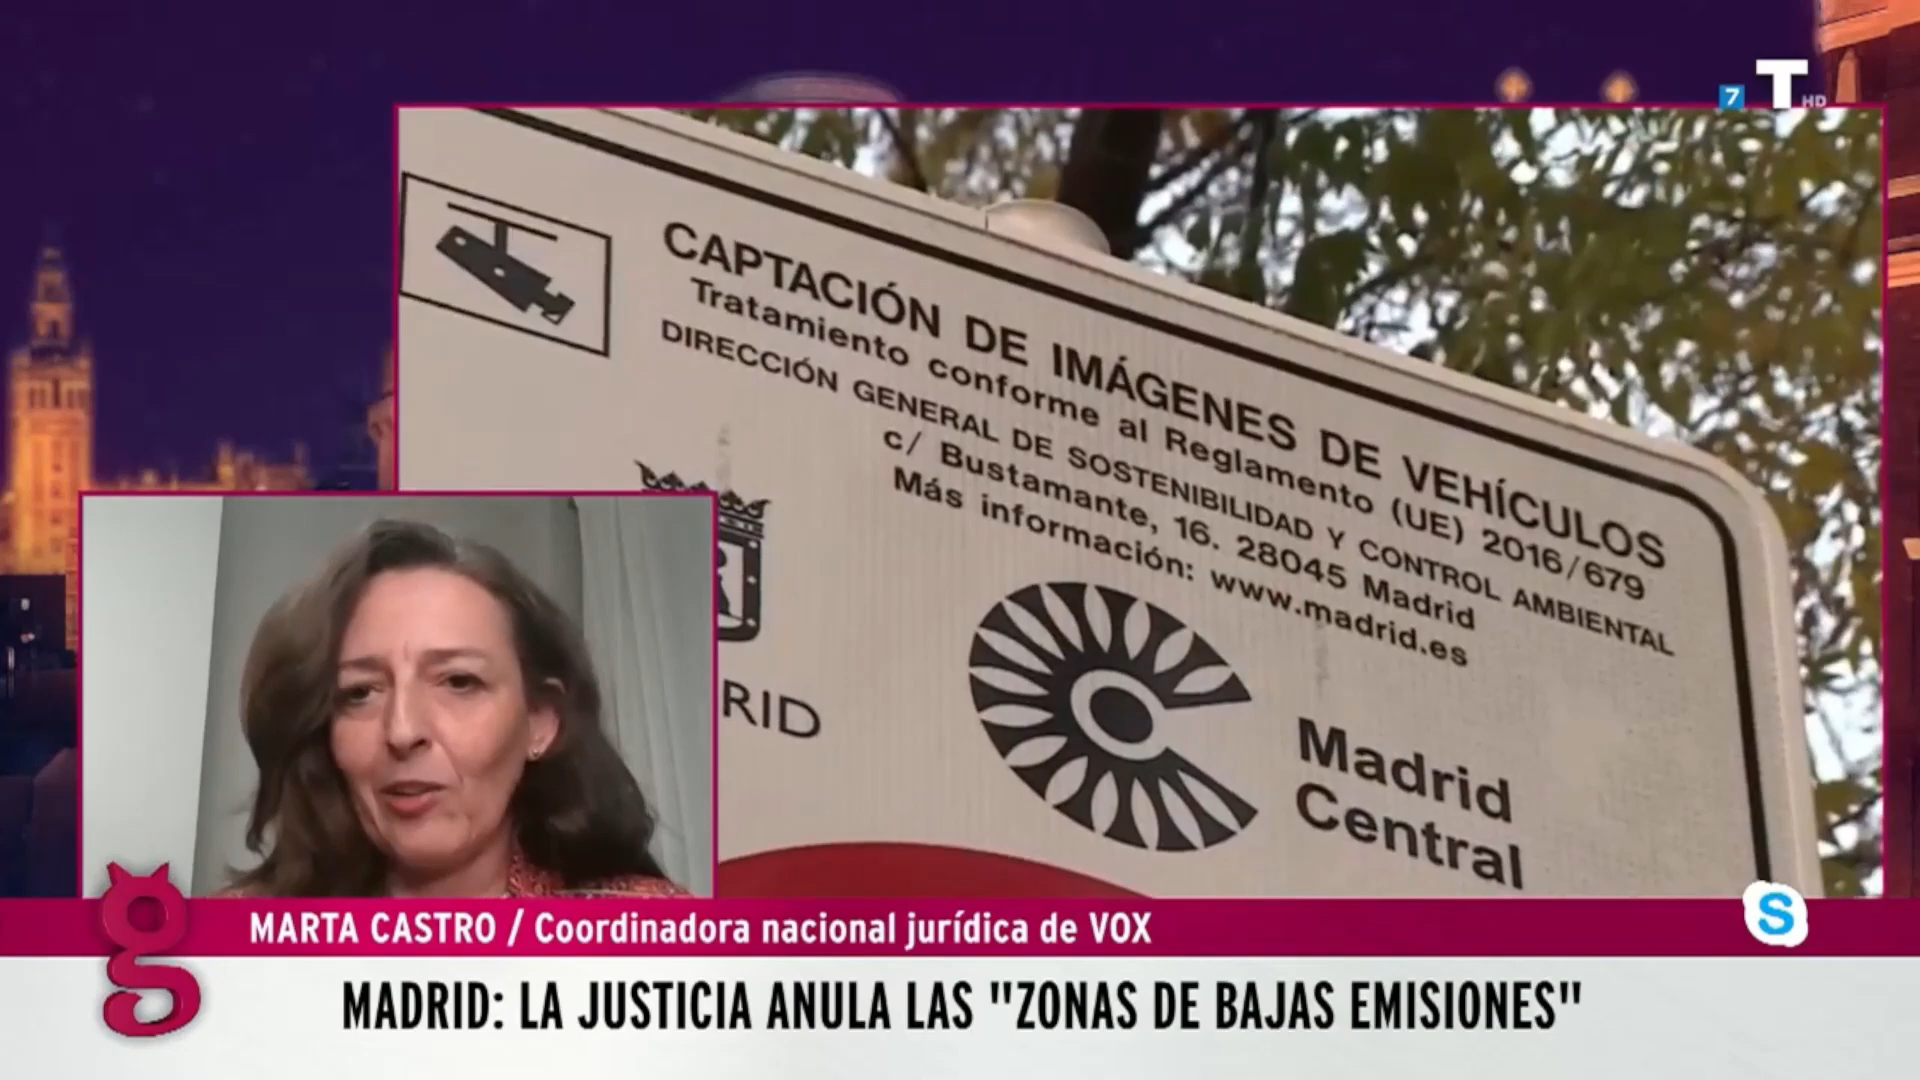 7 T HD
CAPTACIÓN DE IMÁGENES DE VEHÍCULOS
Tratamiento conforme al Reglamento (UE) 2016/679
DIRECCIÓN GENERAL DE SOSTENIBILIDAD Y CONTROL AMBIENTAL
c/ Bustamante, 16. 28045 Madrid
Más información: www.madrid.es
RID
Madrid
Central
g
MARTA CASTRO / Coordinadora nacional jurídica de VOX
S
MADRID: LA JUSTICIA ANULA LAS "ZONAS DE BAJAS EMISIONES"